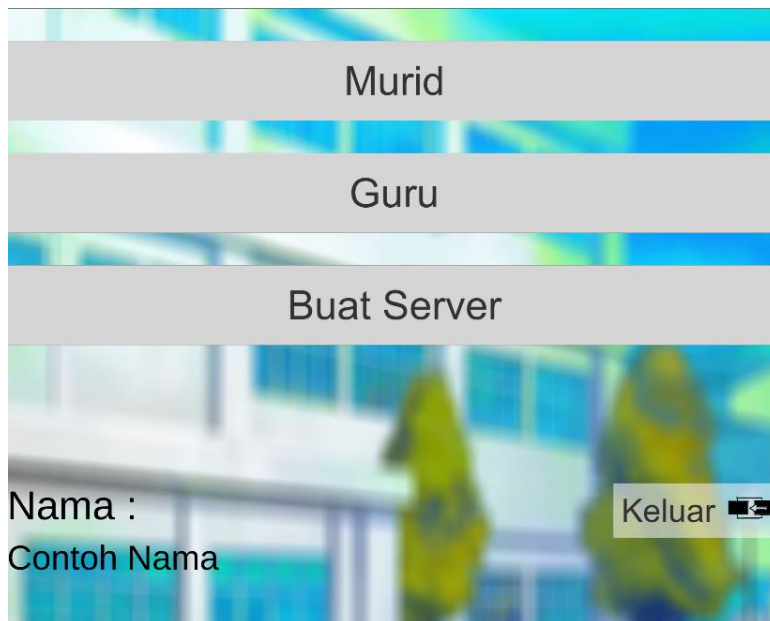 Murid
Guru
Buat Server
Nama :
Keluar
Contoh Nama